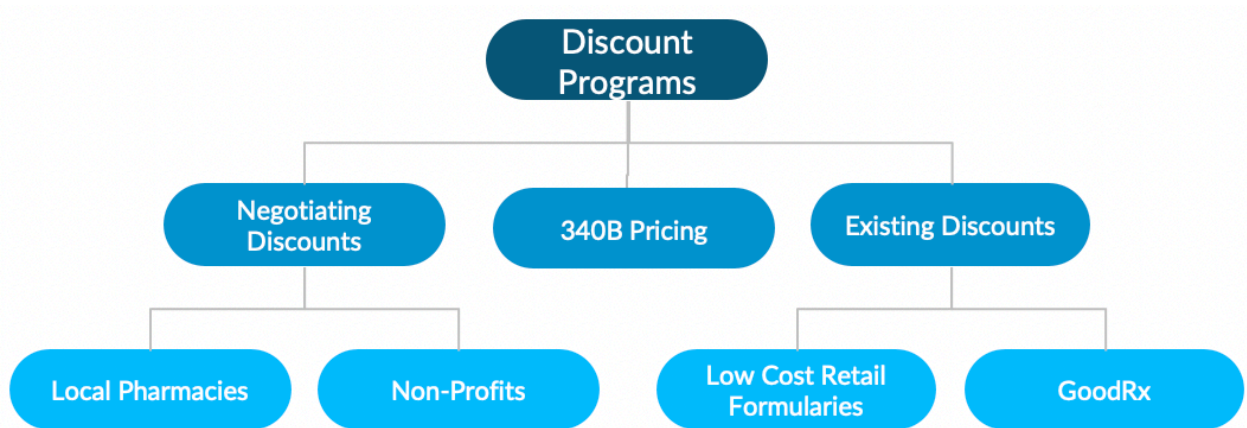 Discount
Programs
Negotiating
Discounts
340B Pricing
Existing Discounts
Local Pharmacies
Non-Profits
Low Cost Retail
Formularies
GoodRx